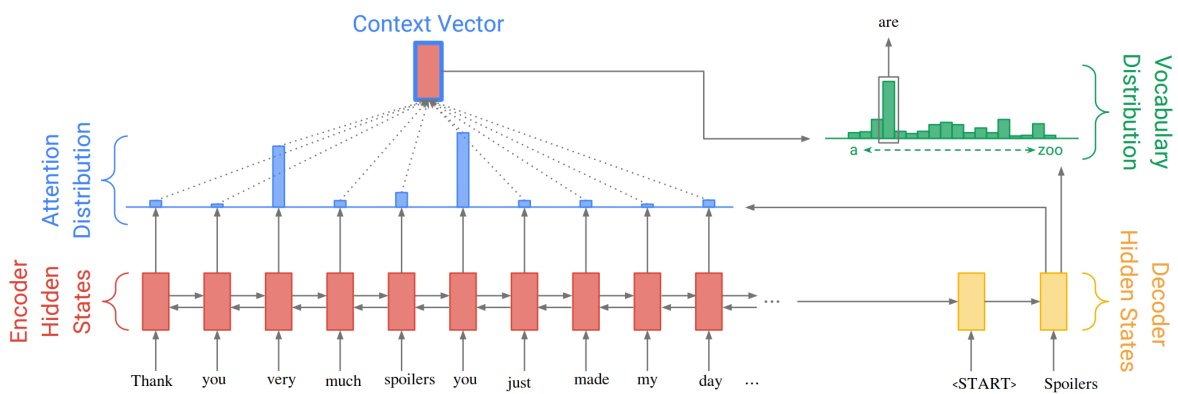 Context Vector
are
Vocabulary
Distribution
a
zoo
Attention
Distribution
Encoder
Hidden
States
Decoder
Hidden States
...
Thank you very much spoilers you just made my day ...
<START> Spoilers